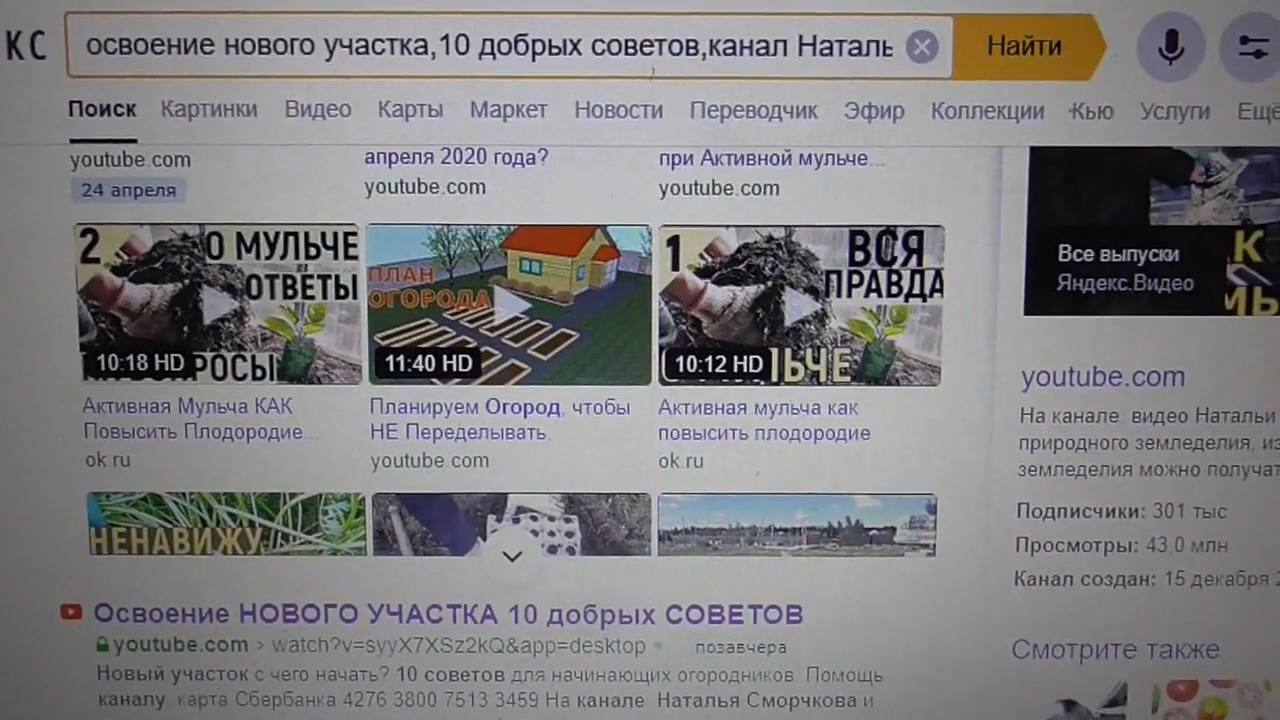 КС
освоение нового участка,10 добрых советов,канал Наталь
Найти
Поиск Картинки Видео Карты Маркет Новости Переводчик Эфир Коллекции Кью Услуги Ещё
youtube.com
24 апреля
апреля 2020 года?
youtube.com
при Активной мульче...
youtube.com
2 О МУЛЬЧЕ
ОТВЕТЫ
10:18 HD
Активная Мульча КАК
Повысить Плодородие...
ok.ru
ПЛАН
ОГОРОДА
11:40 HD
Планируем Огород, чтобы
НЕ Переделывать.
youtube.com
1 ВСЯ
ПРАВДА
10:12 HD
Активная мульча как
повысить плодородие
ok.ru
НЕНАВИЖУ
Освоение НОВОГО УЧАСТКА 10 добрых СОВЕТОВ
youtube.com › watch?v=syyX7XSz2kQ&app=desktop позавчера
Новый участок с чего начать? 10 советов для начинающих огородников. Помощь
каналу карта Сбербанка 4276 3800 7513 3459 На канале Наталья Сморчкова и
Все выпуски
Яндекс.Видео
youtube.com
На канале видео Натальи
природного земледелия, из
земледелия можно получат
Подписчики: 301 тыс
Просмотры: 43,0 млн
Канал создан: 15 декабря 2
Смотрите также